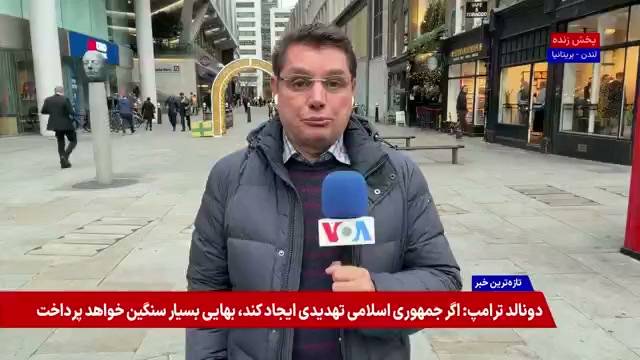 پخش زنده
لندن - بریتانیا
VOA
تازه‌ترین خبر
دونالد ترامپ: اگر جمهوری اسلامی تهدیدی ایجاد کند، بهایی بسیار سنگین خواهد پرداخت